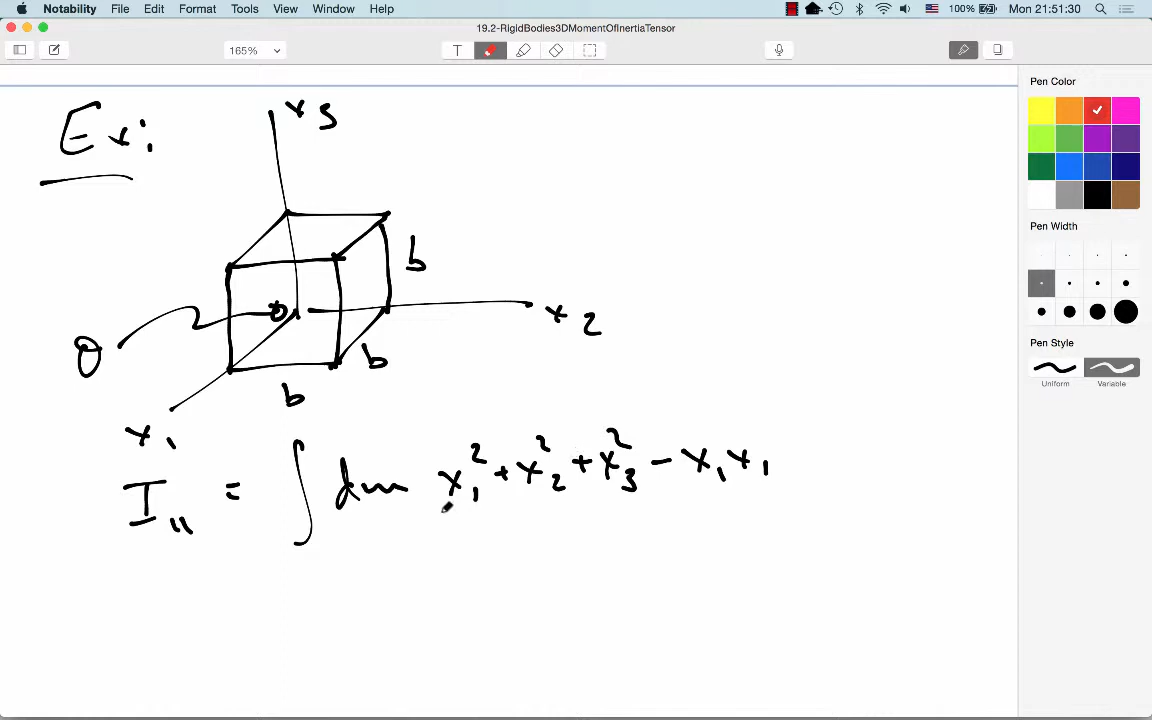 Notability File Edit Format Tools View Window Help 100% Mon 21:51:30
19.2-RigidBodies3DMomentOfInertiaTensor
165% T
Pen Color
Pen Width
Pen Style
Uniform Variable
Ex:
x3
b
O
O
x2
b
b
x1
I₁₁ = ∫ dm x₁² + x₂² + x₃² - x₁x₁